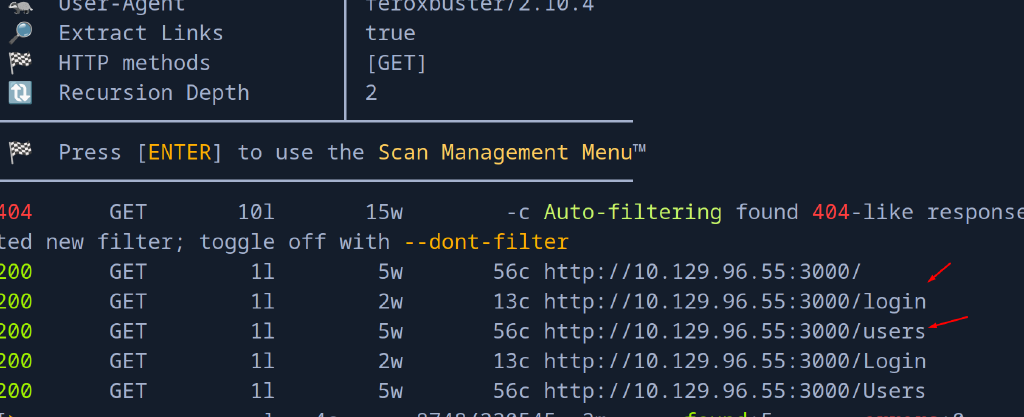 User-Agent feroxbuster/2.10.4
Extract Links true
HTTP methods [GET]
Recursion Depth 2
Press [ENTER] to use the Scan Management Menu™
404 GET 10l 15w -c Auto-filtering found 404-like response
ted new filter; toggle off with --dont-filter
200 GET 1l 5w 56c http://10.129.96.55:3000/
200 GET 1l 2w 13c http://10.129.96.55:3000/login
200 GET 1l 5w 56c http://10.129.96.55:3000/users
200 GET 1l 2w 13c http://10.129.96.55:3000/Login
200 GET 1l 5w 56c http://10.129.96.55:3000/Users